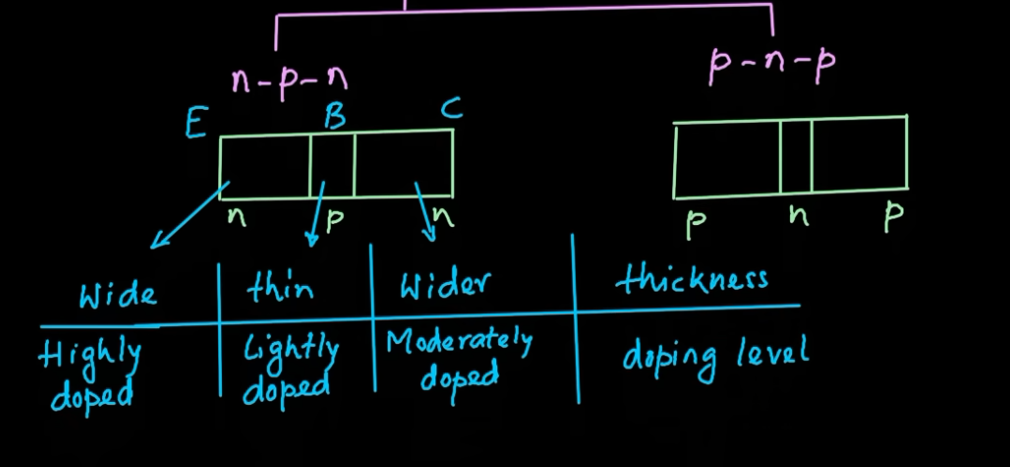 n-p-n
p-n-p
E B C
n p n
p n p
Wide thin Wider thickness
Highly doped Lightly doped Moderately doped doping level